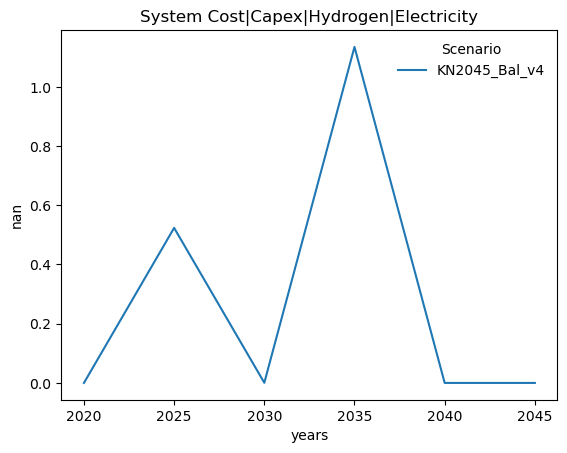 System Cost|Capex|Hydrogen|Electricity
Scenario
KN2045_Bal_v4
1.0
0.8
0.6
0.4
0.2
0.0
nan
2020 2025 2030 2035 2040 2045
years